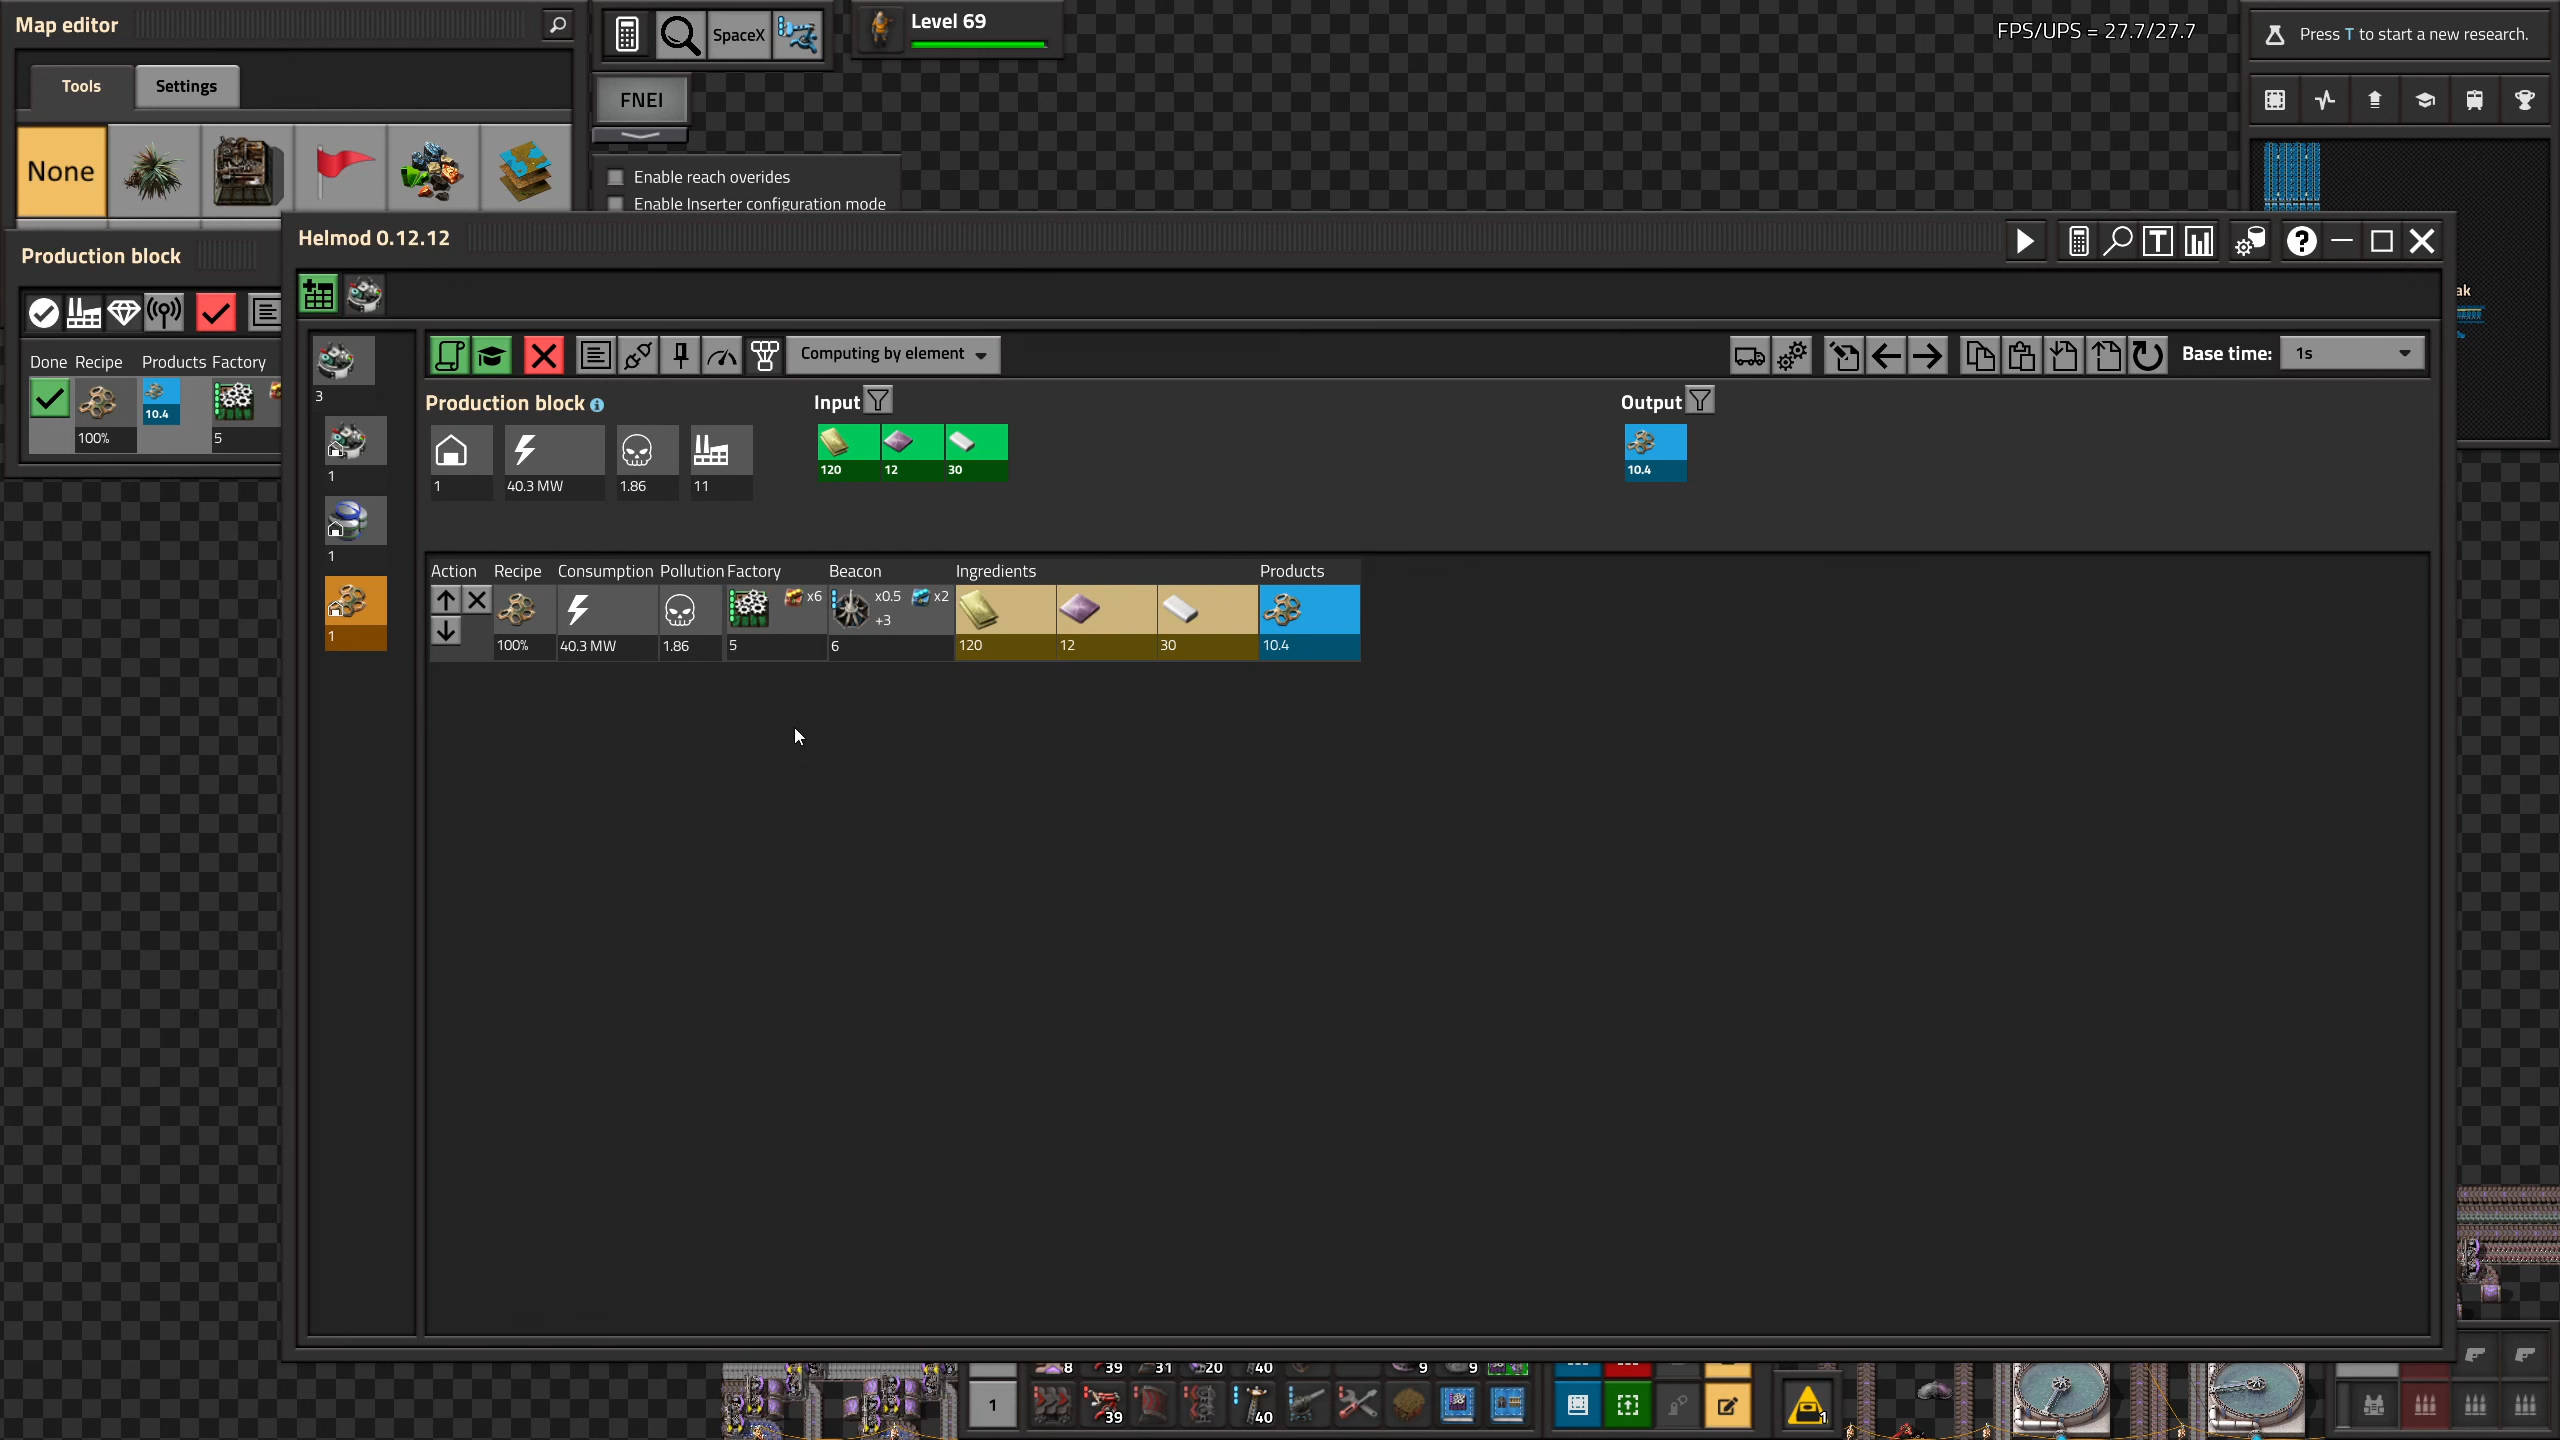 Map editor
Tools
Settings
None
SpaceX
Level 69
FPS/UPS = 27.7/27.7
Press T to start a new research.
FNEI
Enable reach overides
Enable Inserter configuration mode
Production block
Done Recipe Products Factory
10.4
100%
5
Helmod 0.12.12
ak
Computing by element
Base time: 1s
3
1
1
1
Production block
Input
Output
1
40.3 MW
1.86
11
120
12
30
10.4
Action Recipe Consumption Pollution Factory Beacon Ingredients Products
x6
x0.5
x2
+3
100%
40.3 MW
1.86
5
6
120
12
30
10.4
8
39
31
20
40
9
9
1
39
40
1